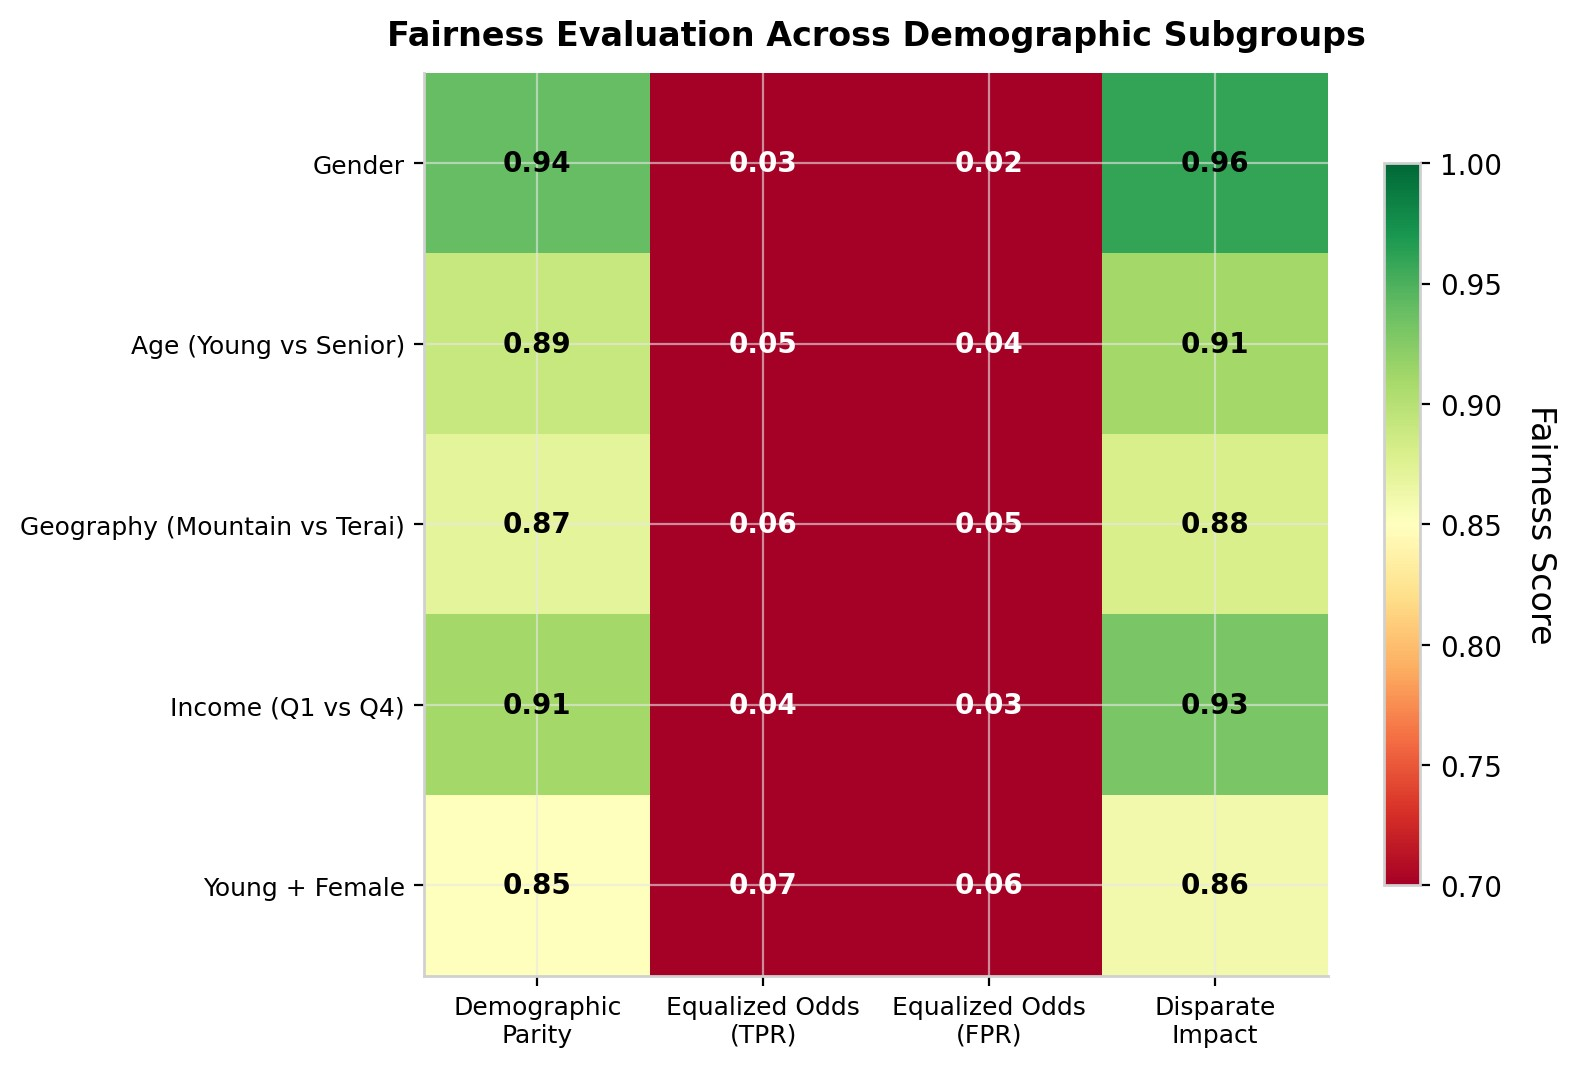 Fairness Evaluation Across Demographic Subgroups
Gender 0.94 0.03 0.02 0.96
Age (Young vs Senior) 0.89 0.05 0.04 0.91
Geography (Mountain vs Terai) 0.87 0.06 0.05 0.88
Income (Q1 vs Q4) 0.91 0.04 0.03 0.93
Young + Female 0.85 0.07 0.06 0.86
Demographic
Parity
Equalized Odds
(TPR)
Equalized Odds
(FPR)
Disparate
Impact
1.00
0.95
0.90
0.85
0.80
0.75
0.70
Fairness Score